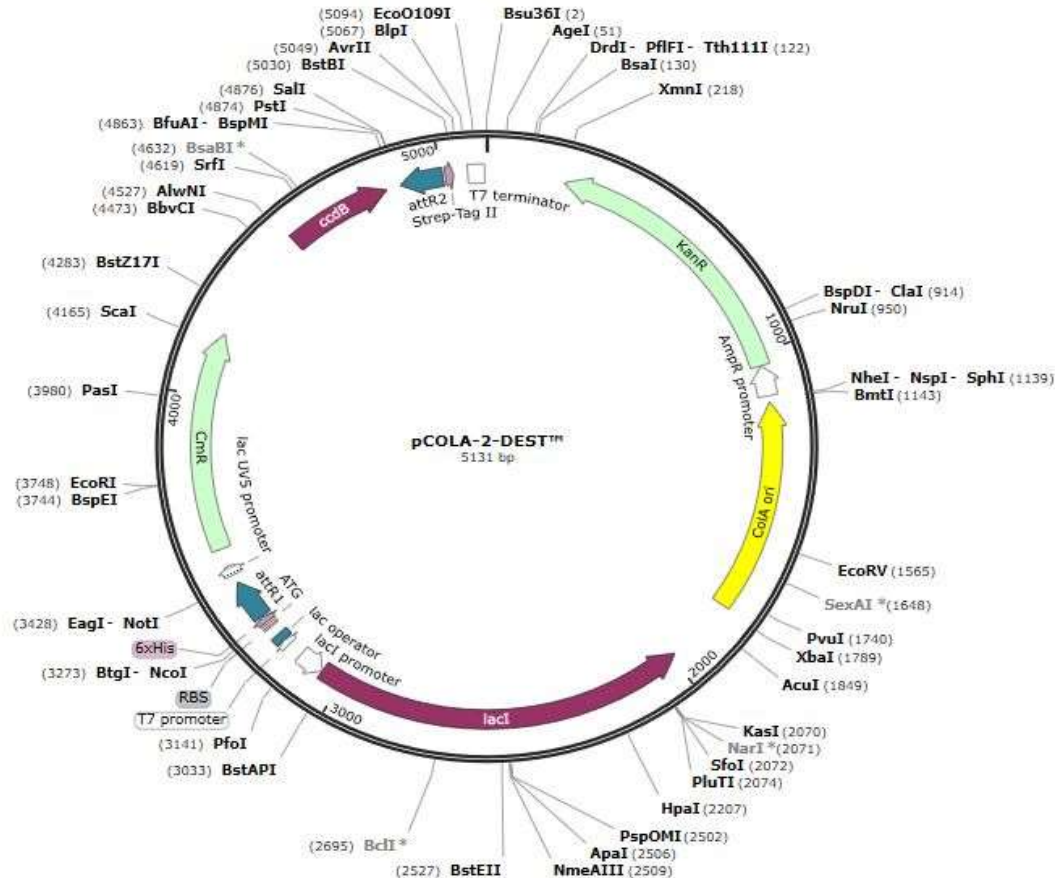 (5094) EcoO109I
(5067) BlpI
(5049) AvrII
(5030) BstBI
(4876) SalI
(4874) PstI
(4863) BfuAI - BspMI
(4632) BsaBI *
(4619) SrfI
(4527) AlwNI
(4473) BbvCI
(4283) BstZ17I
(4165) ScaI
(3980) PasI
(3748) EcoRI
(3744) BspEI
(3428) EagI - NotI
6xHis
(3273) BtgI - NcoI
RBS
T7 promoter
(3141) PfoI
(3033) BstAPI
(2695) BclI *
(2527) BstEII
Bsu36I (2)
AgeI (51)
DrdI - PflFI - Tth111I (122)
BsaI (130)
XmnI (218)
BspDI - ClaI (914)
NruI (950)
NheI - NspI - SphI (1139)
BmtI (1143)
EcoRV (1565)
SexAI * (1648)
PvuI (1740)
XbaI (1789)
AcuI (1849)
KasI (2070)
NarI * (2071)
SfoI (2072)
PluTI (2074)
HpaI (2207)
PspOMI (2502)
ApaI (2506)
NmeAIII (2509)
5000
1000
2000
3000
4000
ccdB
attR2
Strep-Tag II
T7 terminator
KanR
AmpR promoter
ColA ori
lacI
lacI promoter
lac operator
ATG
attR1
lac UV5 promoter
CmR
pCOLA-2-DEST™
5131 bp